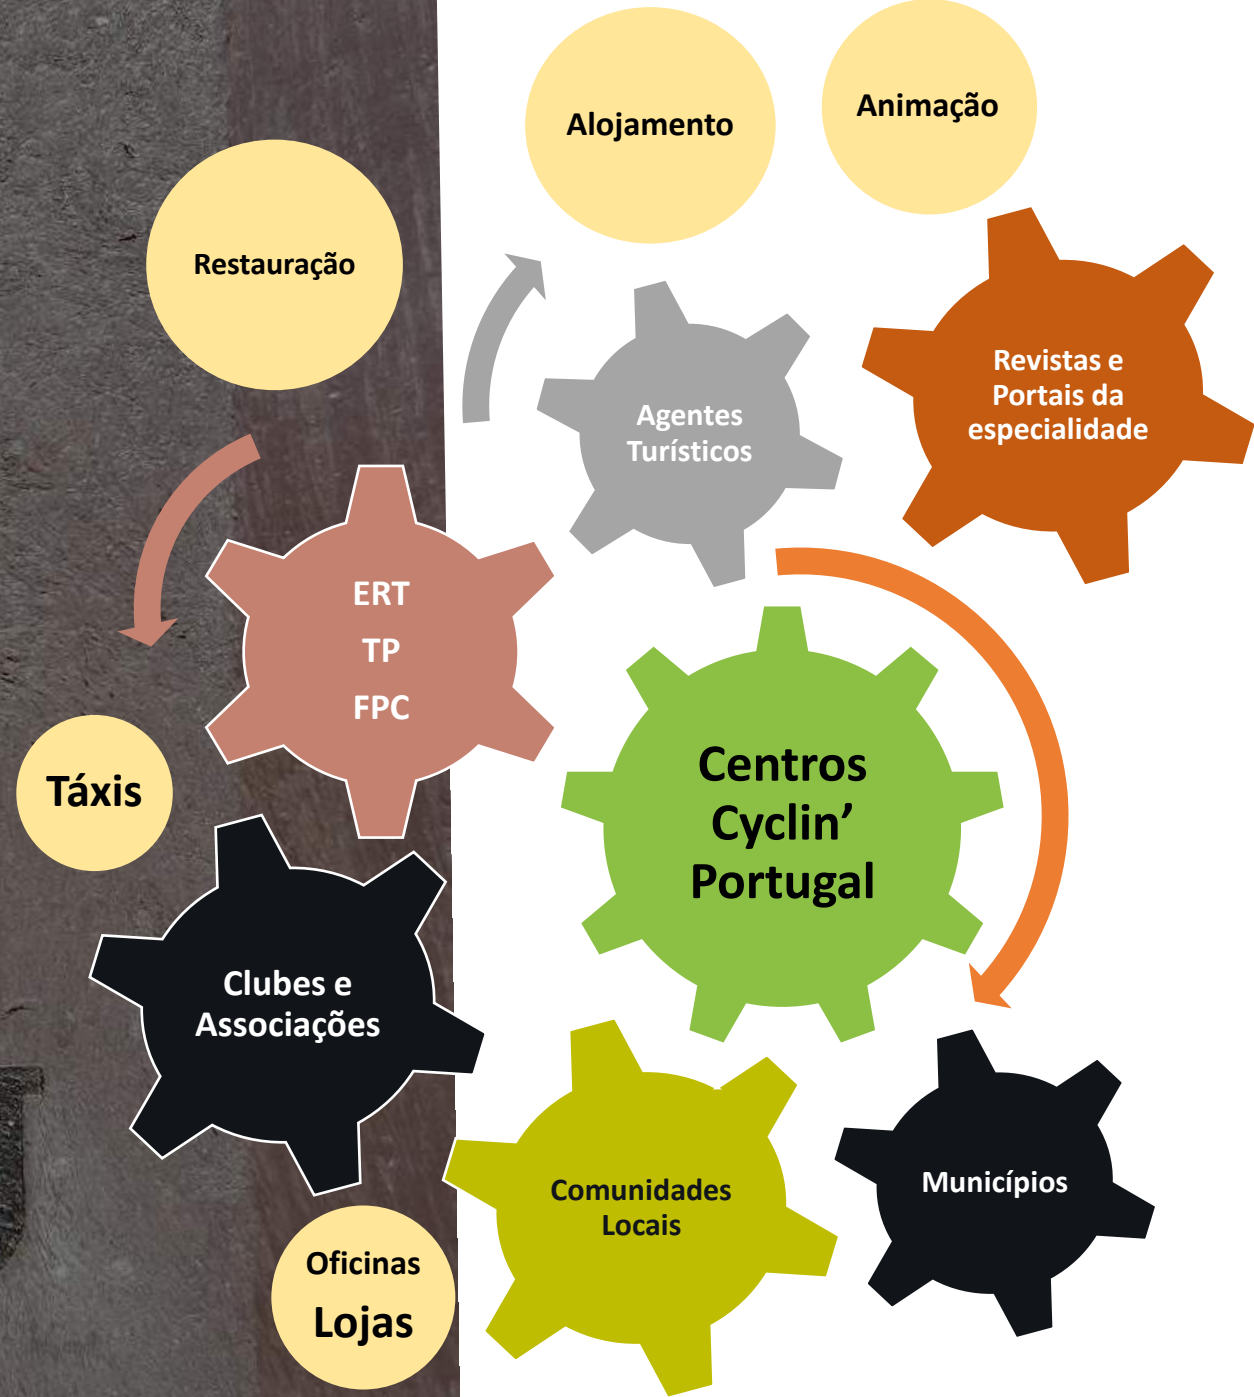 Alojamento
Animação
Restauração
Revistas e
Portais da
especialidade
Agentes
Turísticos
ERT
TP
FPC
Centros
Cyclin’
Portugal
Táxis
Clubes e
Associações
Comunidades
Locais
Municípios
Oficinas
Lojas